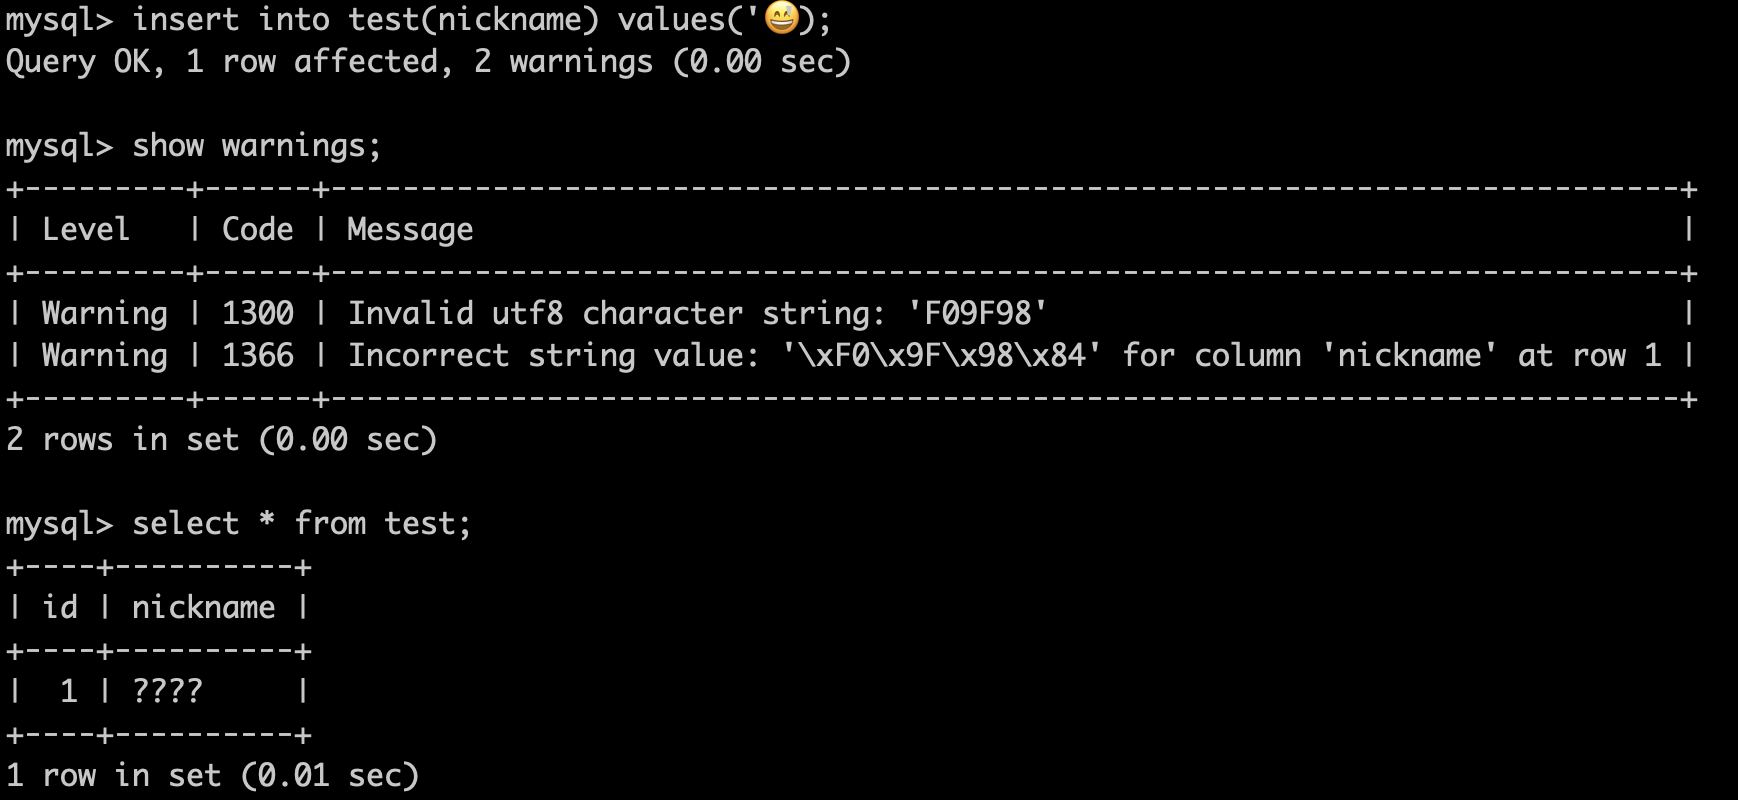 mysql> insert into test(nickname) values('😅);
Query OK, 1 row affected, 2 warnings (0.00 sec)

mysql> show warnings;
+---------+------+---------------------------------------------------------------------------+
| Level   | Code | Message                                                                   |
+---------+------+---------------------------------------------------------------------------+
| Warning | 1300 | Invalid utf8 character string: 'F09F98'                                   |
| Warning | 1366 | Incorrect string value: '\xF0\x9F\x98\x84' for column 'nickname' at row 1 |
+---------+------+---------------------------------------------------------------------------+
2 rows in set (0.00 sec)

mysql> select * from test;
+----+----------+
| id | nickname |
+----+----------+
|  1 | ????     |
+----+----------+
1 row in set (0.01 sec)